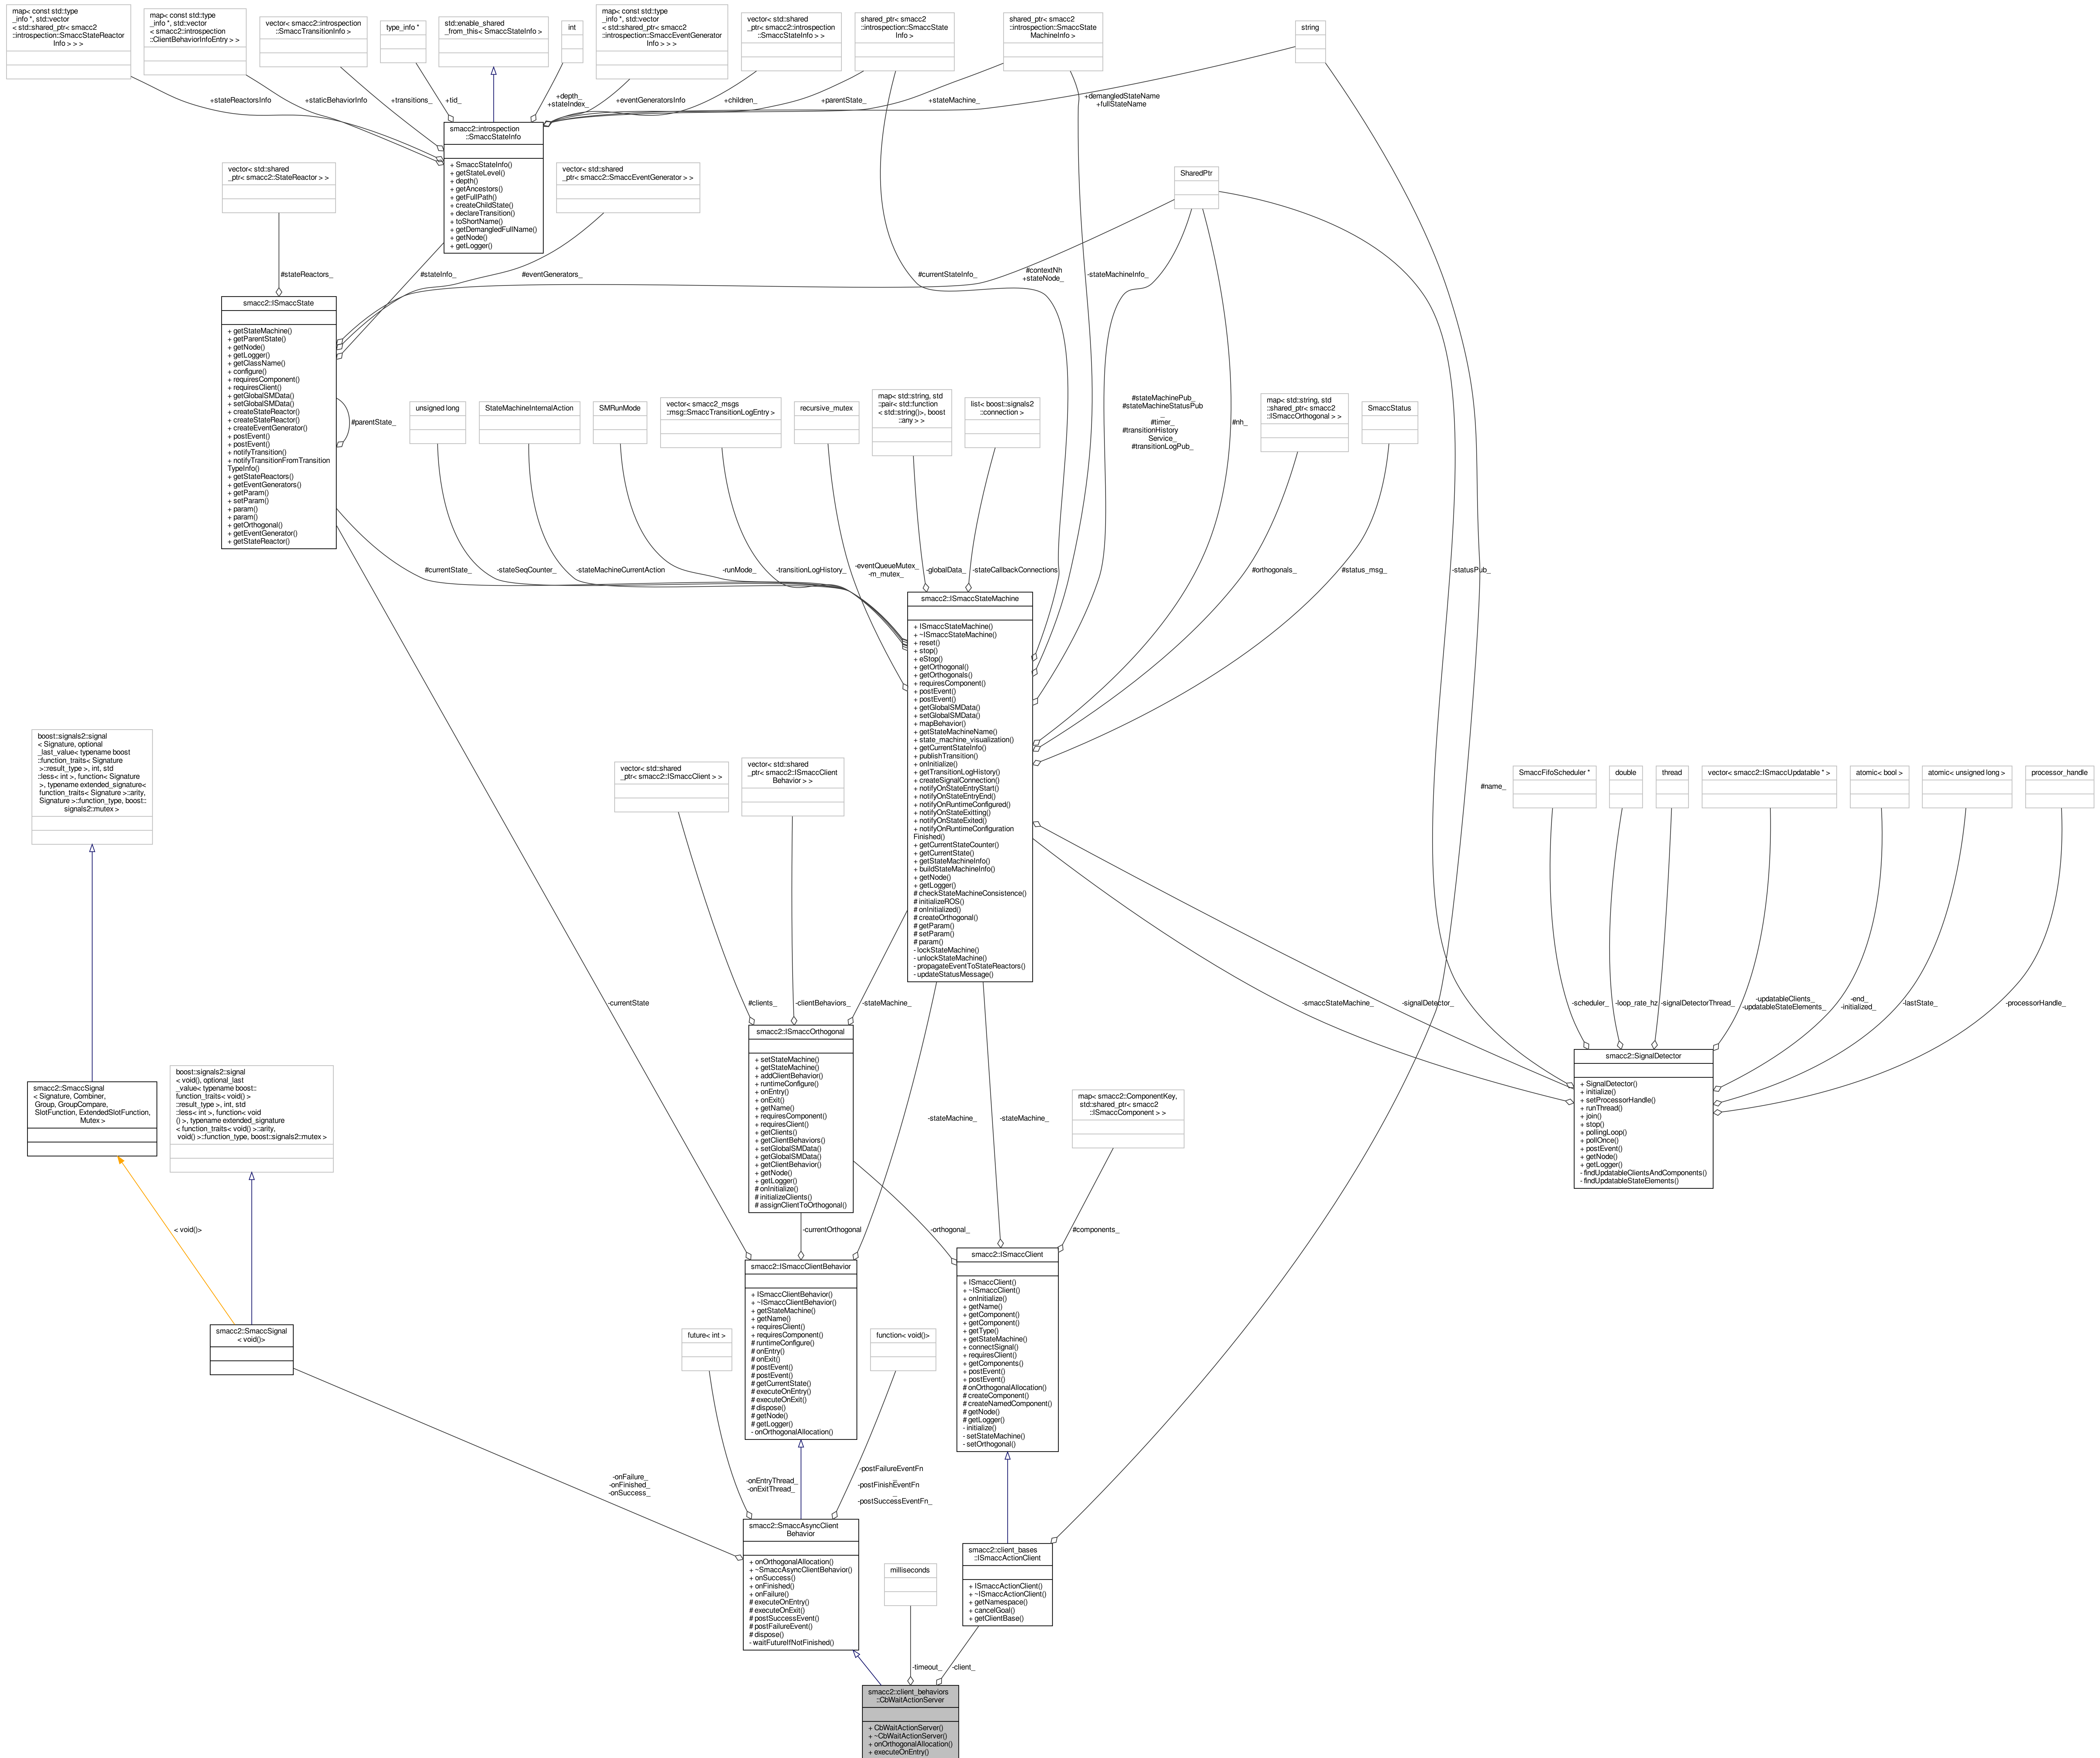 map< const std::type
_info *, std::vector
< std::shared_ptr< smacc2
::introspection::SmaccStateReactor
Info > > >
map< const std::type
_info *, std::vector
< smacc2::introspection
::ClientBehaviorInfoEntry > >
vector< smacc2::introspection
::SmaccTransitionInfo >
type_info *
std::enable_shared
_from_this< SmaccStateInfo >
int
map< const std::type
_info *, std::vector
< std::shared_ptr< smacc2
::introspection::SmaccEventGenerator
Info > > >
vector< std::shared
_ptr< smacc2::introspection
::SmaccStateInfo > >
shared_ptr< smacc2
::introspection::SmaccState
Info >
shared_ptr< smacc2
::introspection::SmaccState
MachineInfo >
string
+stateReactorsInfo
+staticBehaviorInfo
+transitions_
+tid_
+depth_
+stateIndex_
+eventGeneratorsInfo
+children_
+parentState_
+stateMachine_
+demangledStateName
+fullStateName
smacc2::introspection
::SmaccStateInfo
+ SmaccStateInfo()
+ getStateLevel()
+ depth()
+ getAncestors()
+ getFullPath()
+ createChildState()
+ declareTransition()
+ toShortName()
+ getDemangledFullName()
+ getNode()
+ getLogger()
vector< std::shared
_ptr< smacc2::StateReactor > >
vector< std::shared
_ptr< smacc2::SmaccEventGenerator > >
SharedPtr
#stateReactors_
#stateInfo_
#eventGenerators_
#currentStateInfo_
#contextNh
+stateNode_
-stateMachineInfo_
smacc2::ISmaccState
+ getStateMachine()
+ getParentState()
+ getNode()
+ getLogger()
+ getClassName()
+ configure()
+ requiresComponent()
+ requiresClient()
+ getGlobalSMData()
+ setGlobalSMData()
+ createStateReactor()
+ createStateReactor()
+ createEventGenerator()
+ postEvent()
+ postEvent()
+ notifyTransition()
+ notifyTransitionFromTransition
TypeInfo()
+ getStateReactors()
+ getEventGenerators()
+ getParam()
+ setParam()
+ param()
+ param()
+ getOrthogonal()
+ getEventGenerator()
+ getStateReactor()
#parentState_
unsigned long
StateMachineInternalAction
SMRunMode
vector< smacc2_msgs
::msg::SmaccTransitionLogEntry >
recursive_mutex
map< std::string, std
::pair< std::function
< std::string()>, boost
::any > >
list< boost::signals2
::connection >
#stateMachinePub_
#stateMachineStatusPub
_
#timer_
#transitionHistory
Service_
#transitionLogPub_
#nh_
map< std::string, std
::shared_ptr< smacc2
::ISmaccOrthogonal > >
SmaccStatus
#currentState_
-stateSeqCounter_
-stateMachineCurrentAction
-runMode_
-transitionLogHistory_
-eventQueueMutex_
-m_mutex_
-globalData_
-stateCallbackConnections
#orthogonals_
#status_msg_
-statusPub_
smacc2::ISmaccStateMachine
+ ISmaccStateMachine()
+ ~ISmaccStateMachine()
+ reset()
+ stop()
+ eStop()
+ getOrthogonal()
+ getOrthogonals()
+ requiresComponent()
+ postEvent()
+ postEvent()
+ getGlobalSMData()
+ setGlobalSMData()
+ mapBehavior()
+ getStateMachineName()
+ state_machine_visualization()
+ getCurrentStateInfo()
+ publishTransition()
+ onInitialize()
+ getTransitionLogHistory()
+ createSignalConnection()
+ notifyOnStateEntryStart()
+ notifyOnStateEntryEnd()
+ notifyOnRuntimeConfigured()
+ notifyOnStateExitting()
+ notifyOnStateExited()
+ notifyOnRuntimeConfiguration
Finished()
+ getCurrentStateCounter()
+ getCurrentState()
+ getStateMachineInfo()
+ buildStateMachineInfo()
+ getNode()
+ getLogger()
# checkStateMachineConsistence()
# initializeROS()
# onInitialized()
# createOrthogonal()
# getParam()
# setParam()
# param()
- lockStateMachine()
- unlockStateMachine()
- propagateEventToStateReactors()
- updateStatusMessage()
boost::signals2::signal
< Signature, optional
_last_value< typename boost
::function_traits< Signature
>::result_type >, int, std
::less< int >, function< Signature
>, typename extended_signature<
function_traits< Signature >::arity,
Signature >::function_type, boost::
signals2::mutex >
vector< std::shared
_ptr< smacc2::ISmaccClient > >
vector< std::shared
_ptr< smacc2::ISmaccClient
Behavior > >
#name_
SmaccFifoScheduler *
double
thread
vector< smacc2::ISmaccUpdatable * >
atomic< bool >
atomic< unsigned long >
processor_handle
-currentState
#clients_
-clientBehaviors_
-stateMachine_
-smaccStateMachine_
-signalDetector_
-scheduler_
-loop_rate_hz
-signalDetectorThread_
-updatableClients_
-updatableStateElements_
-end_
-initialized_
-lastState_
-processorHandle_
smacc2::ISmaccOrthogonal
+ setStateMachine()
+ getStateMachine()
+ addClientBehavior()
+ runtimeConfigure()
+ onEntry()
+ onExit()
+ getName()
+ requiresComponent()
+ requiresClient()
+ getClients()
+ getClientBehaviors()
+ setGlobalSMData()
+ getGlobalSMData()
+ getClientBehavior()
+ getNode()
+ getLogger()
# onInitialize()
# initializeClients()
# assignClientToOrthogonal()
smacc2::SignalDetector
+ SignalDetector()
+ initialize()
+ setProcessorHandle()
+ runThread()
+ join()
+ stop()
+ pollingLoop()
+ pollOnce()
+ postEvent()
+ getNode()
+ getLogger()
- findUpdatableClientsAndComponents()
- findUpdatableStateElements()
smacc2::SmaccSignal
< Signature, Combiner,
Group, GroupCompare,
SlotFunction, ExtendedSlotFunction,
Mutex >
boost::signals2::signal
< void(), optional_last
_value< typename boost::
function_traits< void() >
::result_type >, int, std
::less< int >, function< void
() >, typename extended_signature
< function_traits< void() >::arity,
void() >::function_type, boost::signals2::mutex >
-stateMachine_
-stateMachine_
map< smacc2::ComponentKey,
std::shared_ptr< smacc2
::ISmaccComponent > >
< void()>
-currentOrthogonal
-orthogonal_
#components_
smacc2::ISmaccClientBehavior
+ ISmaccClientBehavior()
+ ~ISmaccClientBehavior()
+ getStateMachine()
+ getName()
+ requiresClient()
+ requiresComponent()
# runtimeConfigure()
# onEntry()
# onExit()
# postEvent()
# postEvent()
# getCurrentState()
# executeOnEntry()
# executeOnExit()
# dispose()
# getNode()
# getLogger()
- onOrthogonalAllocation()
smacc2::ISmaccClient
+ ISmaccClient()
+ ~ISmaccClient()
+ onInitialize()
+ getName()
+ getComponent()
+ getComponent()
+ getType()
+ getStateMachine()
+ connectSignal()
+ requiresClient()
+ getComponents()
+ postEvent()
+ postEvent()
# onOrthogonalAllocation()
# createComponent()
# createNamedComponent()
# getNode()
# getLogger()
- initialize()
- setStateMachine()
- setOrthogonal()
smacc2::SmaccSignal
< void()>
future< int >
function< void()>
-onFailure_
-onFinished_
-onSuccess_
-onEntryThread_
-onExitThread_
-postFailureEventFn
_
-postFinishEventFn
_
-postSuccessEventFn_
smacc2::SmaccAsyncClient
Behavior
+ onOrthogonalAllocation()
+ ~SmaccAsyncClientBehavior()
+ onSuccess()
+ onFinished()
+ onFailure()
# executeOnEntry()
# executeOnExit()
# postSuccessEvent()
# postFailureEvent()
# dispose()
- waitFutureIfNotFinished()
milliseconds
smacc2::client_bases
::ISmaccActionClient
+ ISmaccActionClient()
+ ~ISmaccActionClient()
+ getNamespace()
+ cancelGoal()
+ getClientBase()
-timeout_
-client_
smacc2::client_behaviors
::CbWaitActionServer
+ CbWaitActionServer()
+ ~CbWaitActionServer()
+ onOrthogonalAllocation()
+ executeOnEntry()